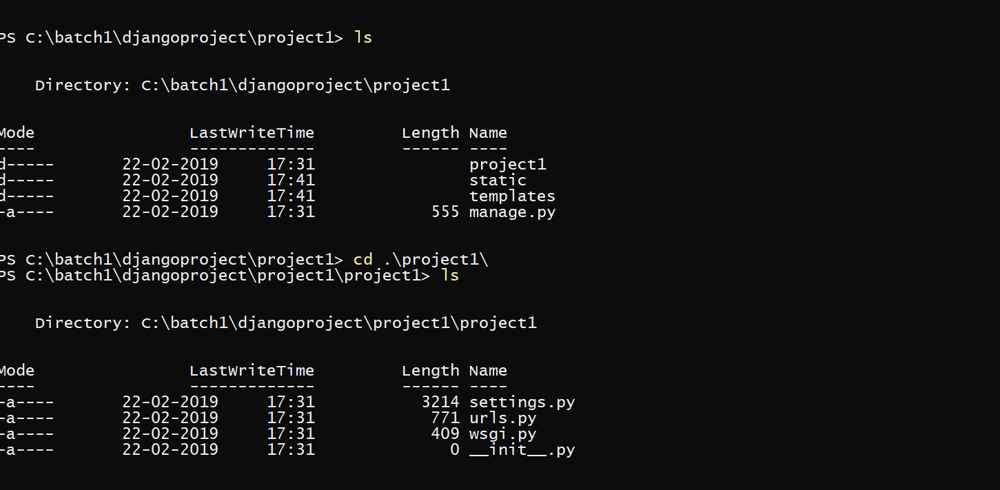 PS C:\batch1\djangoproject\project1> ls
Directory: C:\batch1\djangoproject\project1
Mode LastWriteTime Length Name
---- ------------- ------ ----
d----- 22-02-2019 17:31 project1
d----- 22-02-2019 17:41 static
d----- 22-02-2019 17:41 templates
-a---- 22-02-2019 17:31 555 manage.py
PS C:\batch1\djangoproject\project1> cd .\project1\
PS C:\batch1\djangoproject\project1\project1> ls
Directory: C:\batch1\djangoproject\project1\project1
Mode LastWriteTime Length Name
---- ------------- ------ ----
-a---- 22-02-2019 17:31 3214 settings.py
-a---- 22-02-2019 17:31 771 urls.py
-a---- 22-02-2019 17:31 409 wsgi.py
-a---- 22-02-2019 17:31 0 __init__.py